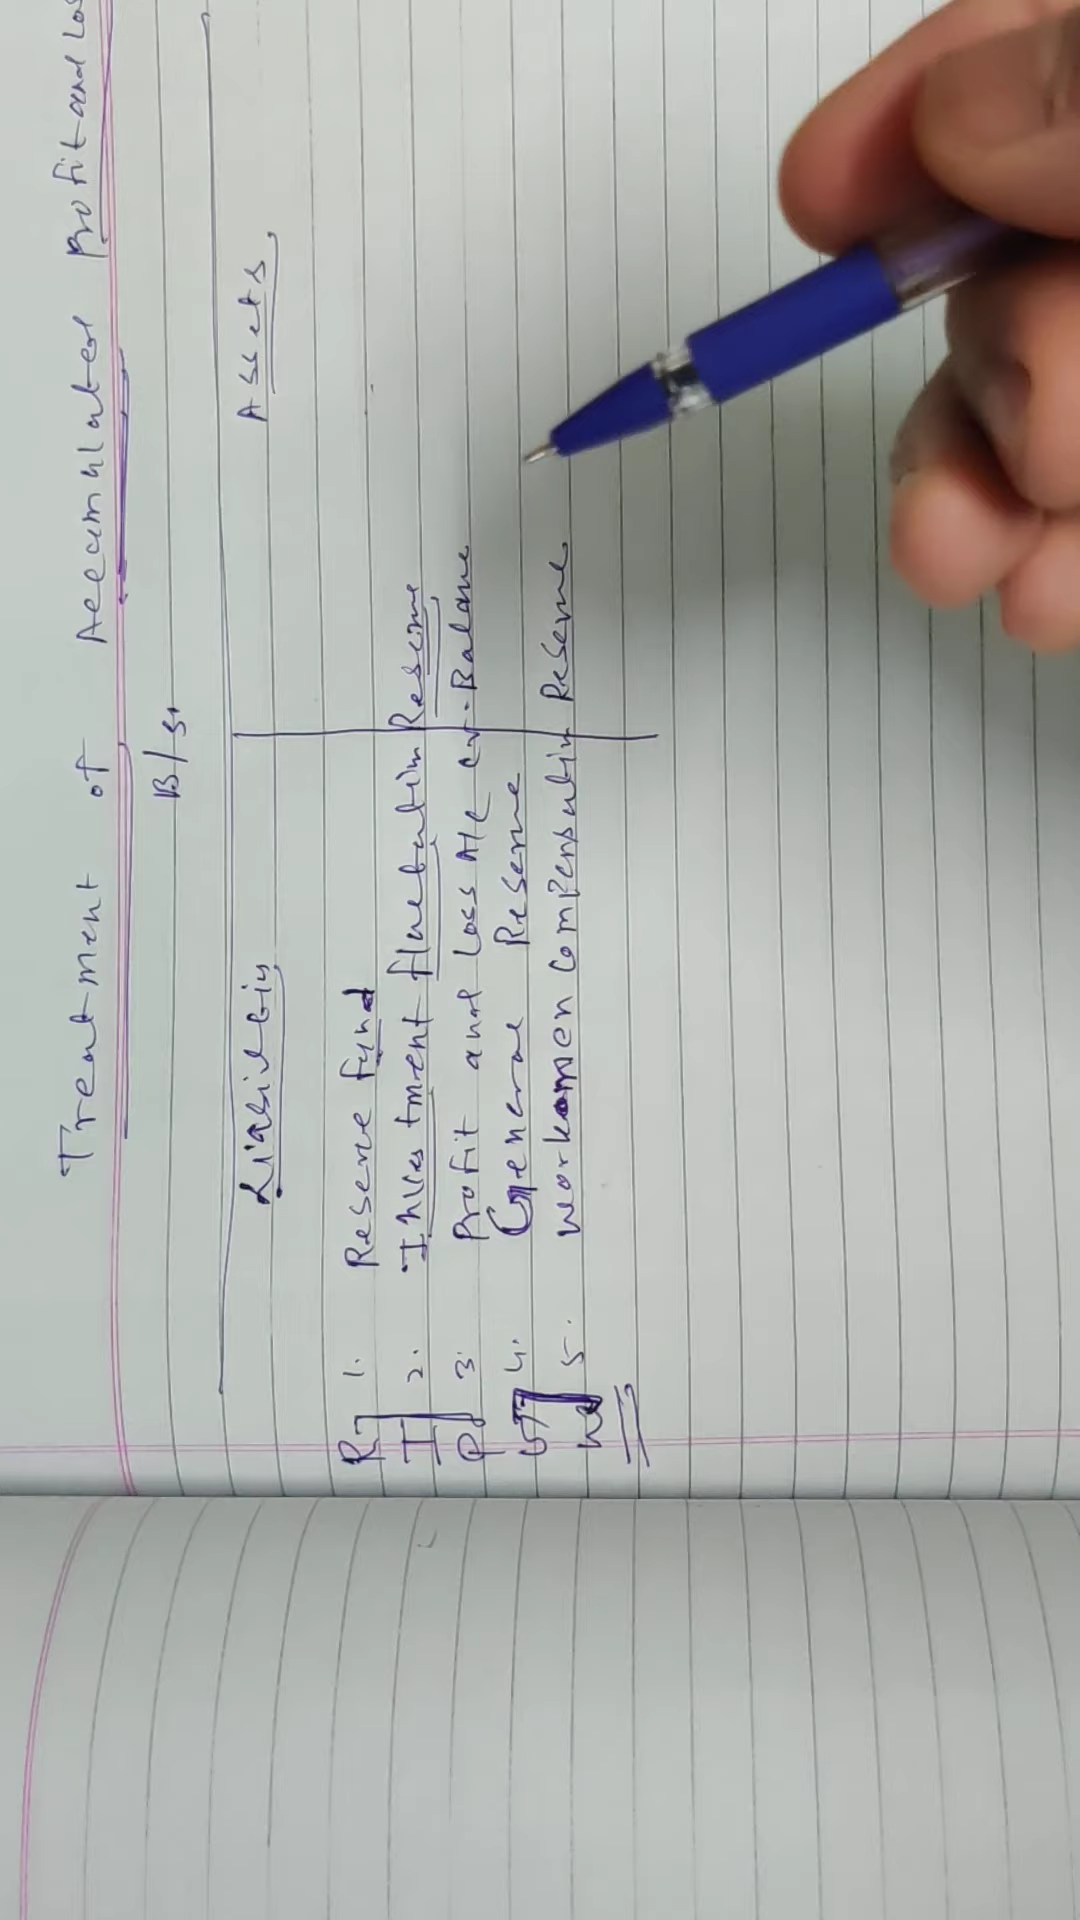 Treatment of Accumulated Profit and Los
B/S
Liabilities Assets
R 1. Reserve fund
I 2. Investment fluctuation Reserve
P 3. Profit and Loss A/c cr. Balance
G 4. General Reserve
W 5. workmen compensation Reserve